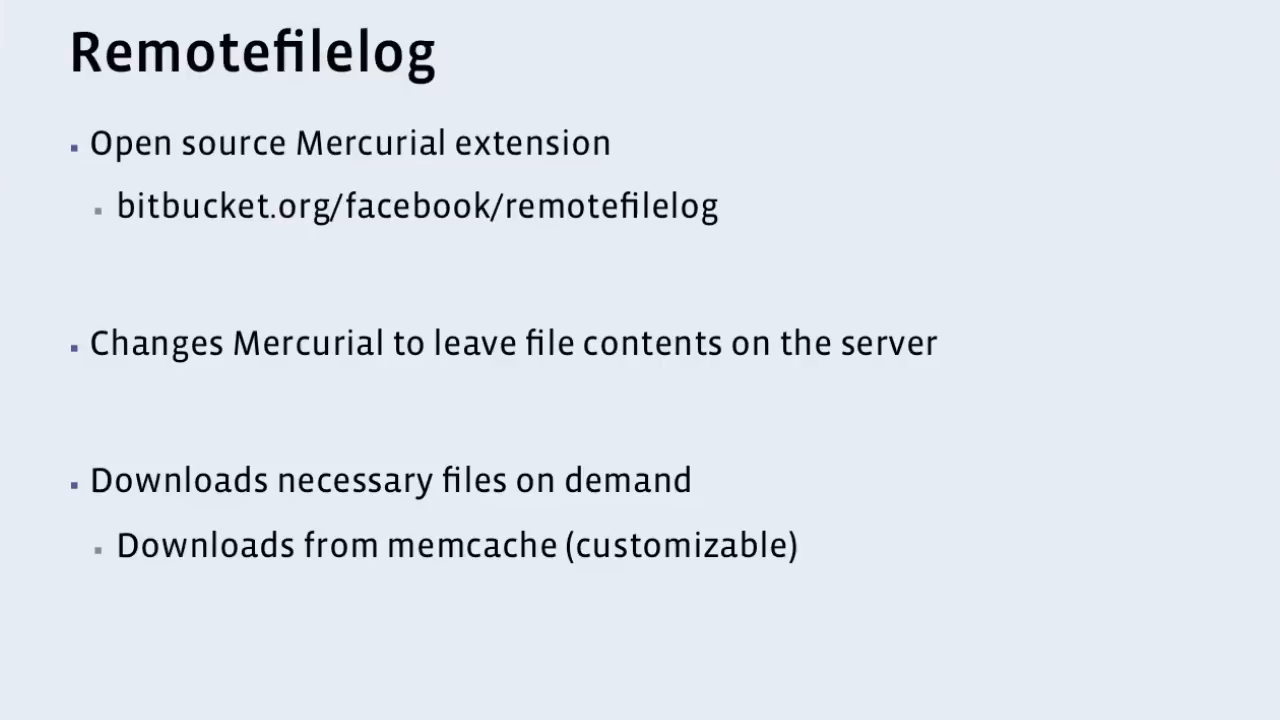 Remotefilelog
Open source Mercurial extension
bitbucket.org/facebook/remotefilelog
Changes Mercurial to leave file contents on the server
Downloads necessary files on demand
Downloads from memcache (customizable)